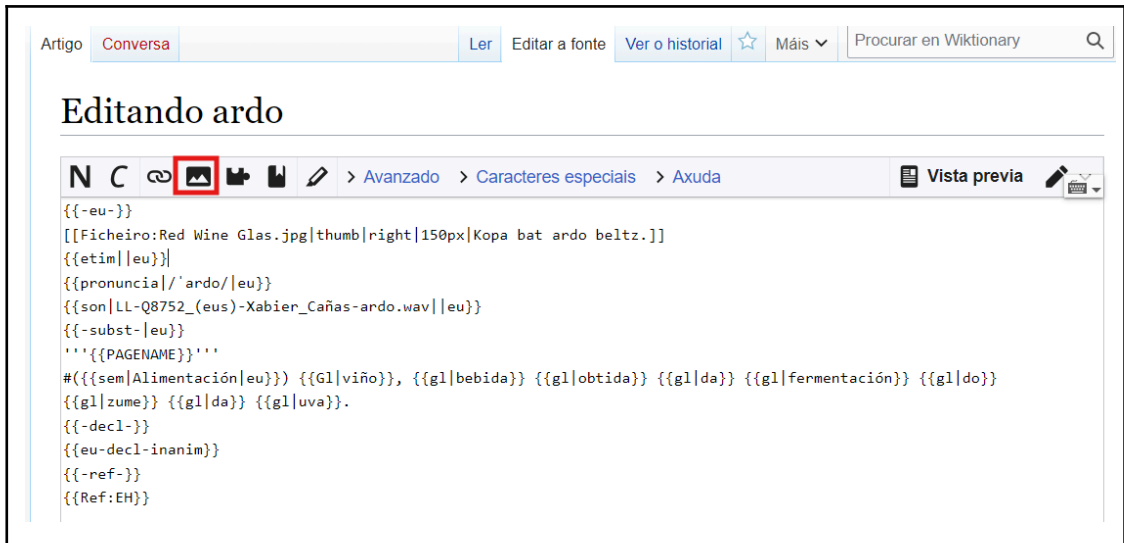 Artigo Conversa Ler Editar a fonte Ver o historial Máis Procurar en Wiktionary
Editando ardo
N C Avanzado Caracteres especiais Axuda Vista previa
{{-eu-}}
[[Ficheiro:Red Wine Glas.jpg|thumb|right|150px|Kopa bat ardo beltz.]]
{{etim||eu}}
{{pronuncia|/ˈardo/|eu}}
{{son|LL-Q8752_(eus)-Xabier_Cañas-ardo.wav||eu}}
{{-subst-|eu}}
'''{{PAGENAME}}'''
#({{sem|Alimentación|eu}}) {{Gl|viño}}, {{gl|bebida}} {{gl|obtida}} {{gl|da}} {{gl|fermentación}} {{gl|do}}
{{gl|zume}} {{gl|da}} {{gl|uva}}.
{{-decl-}}
{{eu-decl-inanim}}
{{-ref-}}
{{Ref:EH}}